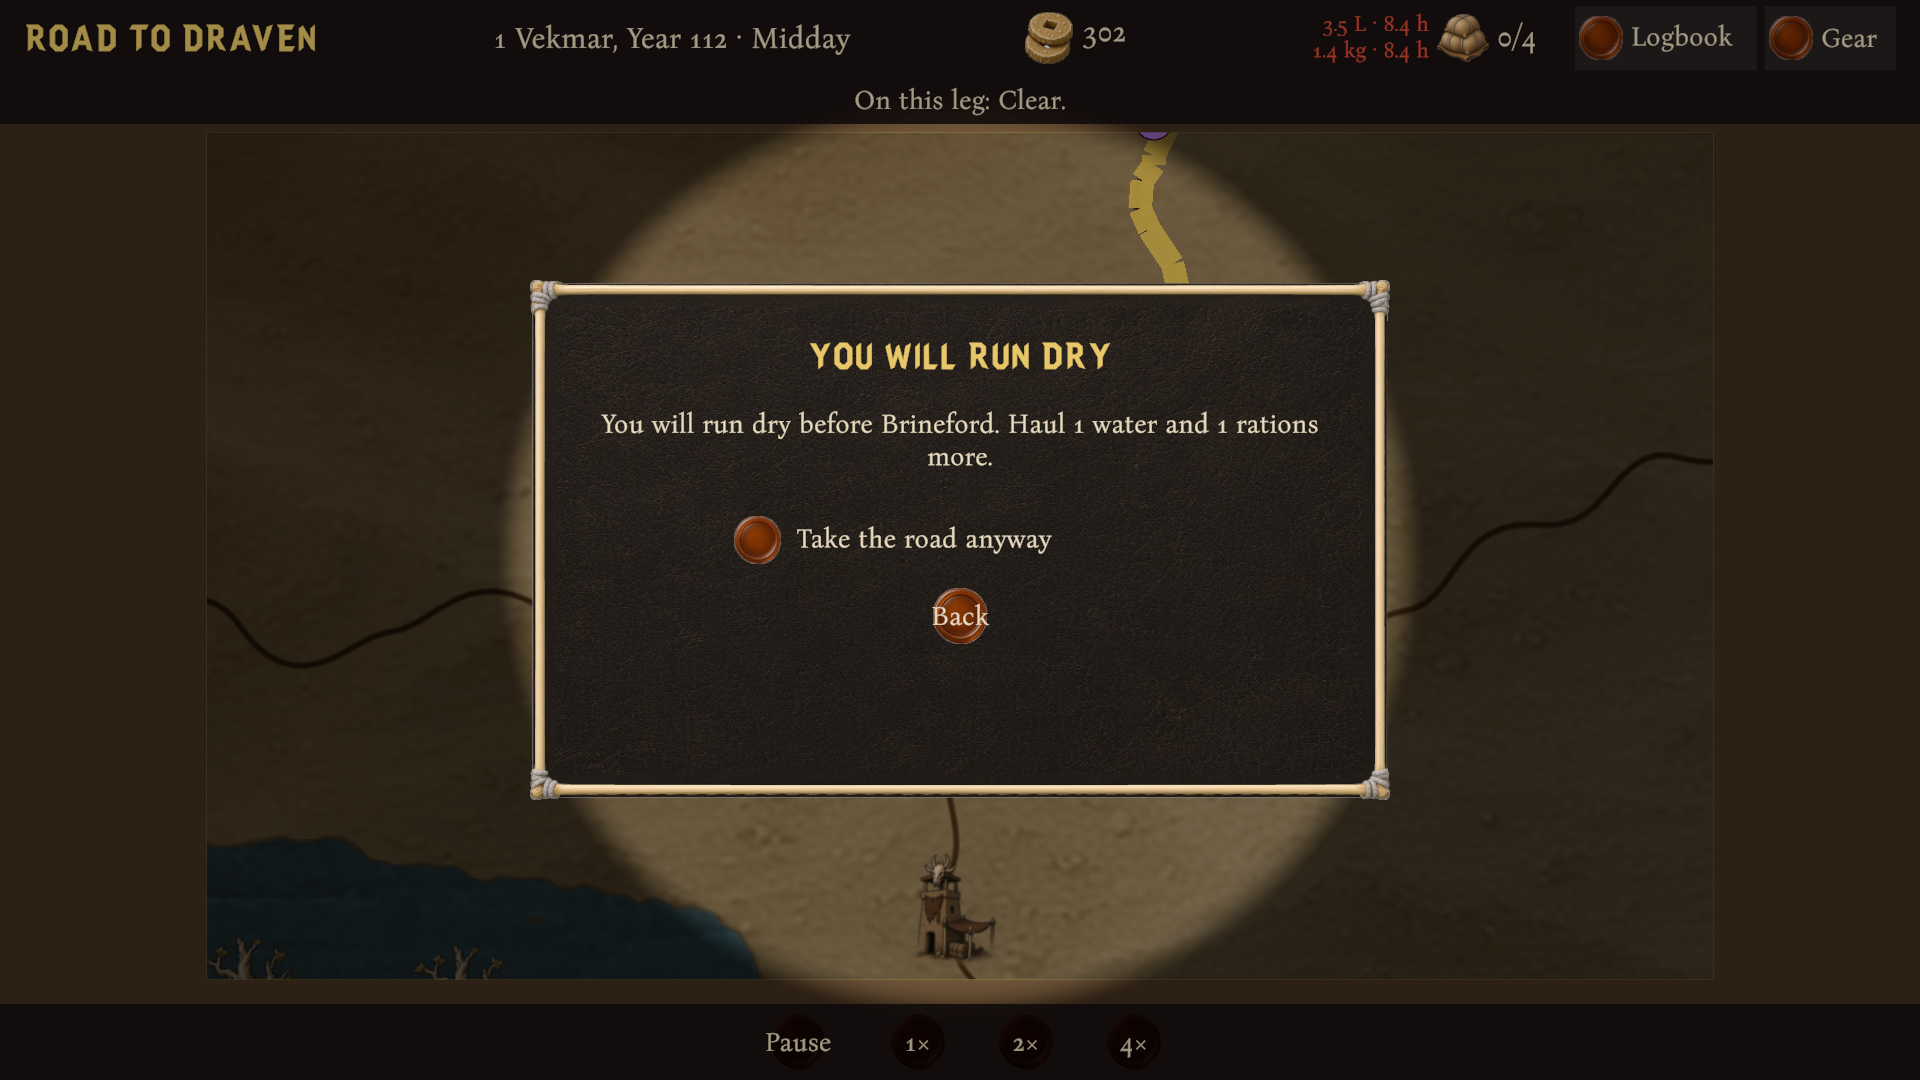 ROAD TO DRAVEN
1 Vekmar, Year 112 · Midday
302
3.5 L · 8.4 h
1.4 kg · 8.4 h
0/4
Logbook
Gear
On this leg: Clear.
YOU WILL RUN DRY
You will run dry before Brineford. Haul 1 water and 1 rations
more.
Take the road anyway
Back
Pause
1×
2×
4×